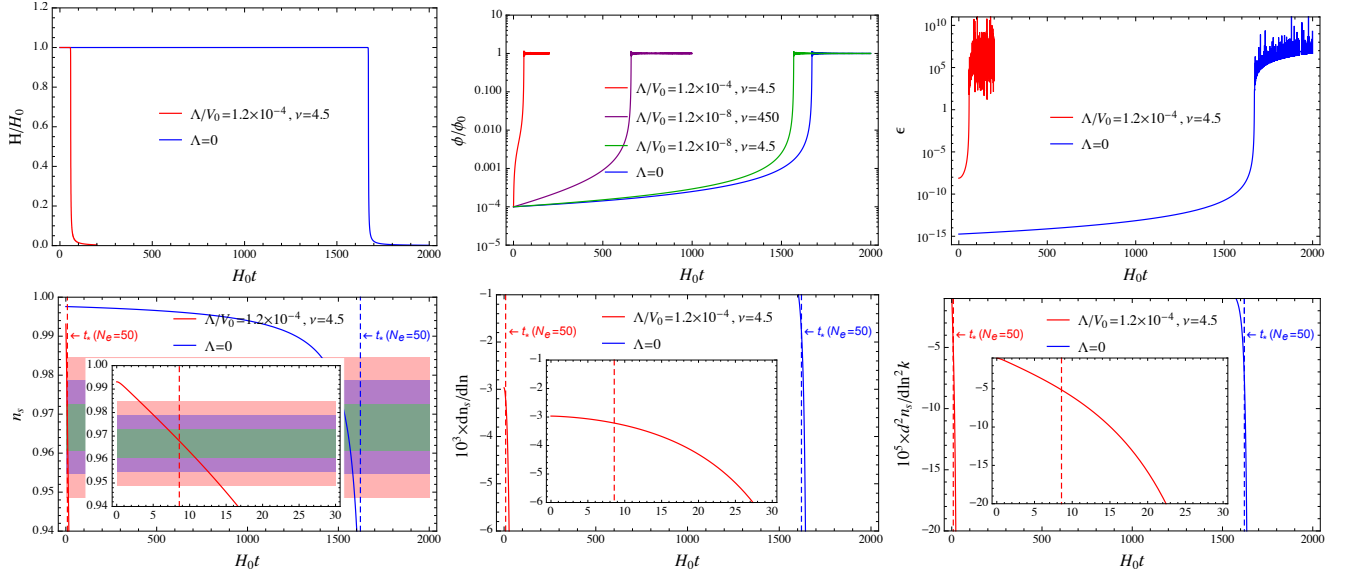 1.2
1.0
0.8
0.6
0.4
0.2
0.0
H/H₀
Λ/V₀=1.2×10⁻⁴, ν=4.5
Λ=0
0 500 1000 1500 2000
H₀t
10
1
0.100
0.010
0.001
10⁻⁴
10⁻⁵
ϕ/ϕ₀
Λ/V₀=1.2×10⁻⁴, ν=4.5
Λ/V₀=1.2×10⁻⁸, ν=450
Λ/V₀=1.2×10⁻⁸, ν=4.5
Λ=0
0 500 1000 1500 2000
H₀t
10¹⁰
10⁵
1
10⁻⁵
10⁻¹⁰
10⁻¹⁵
ϵ
Λ/V₀=1.2×10⁻⁴, ν=4.5
Λ=0
0 500 1000 1500 2000
H₀t
1.00
0.99
0.98
0.97
0.96
0.95
0.94
nₛ
Λ/V₀=1.2×10⁻⁴, ν=4.5
Λ=0
← t* (Nₑ=50)
← t* (Nₑ=50)
1.00
0.99
0.98
0.97
0.96
0.95
0.94
0 5 10 15 20 25 30
0 500 1000 1500 2000
H₀t
-1
-2
-3
-4
-5
-6
10³×dnₛ/dln
Λ/V₀=1.2×10⁻⁴, ν=4.5
Λ=0
← t* (Nₑ=50)
← t* (Nₑ=50)
-1
-2
-3
-4
-5
-6
0 5 10 15 20 25 30
0 500 1000 1500 2000
H₀t
-5
-10
-15
-20
10⁵×d²nₛ/dln²k
Λ/V₀=1.2×10⁻⁴, ν=4.5
Λ=0
← t* (Nₑ=50)
← t* (Nₑ=50)
-5
-10
-15
-20
0 5 10 15 20 25 30
0 500 1000 1500 2000
H₀t